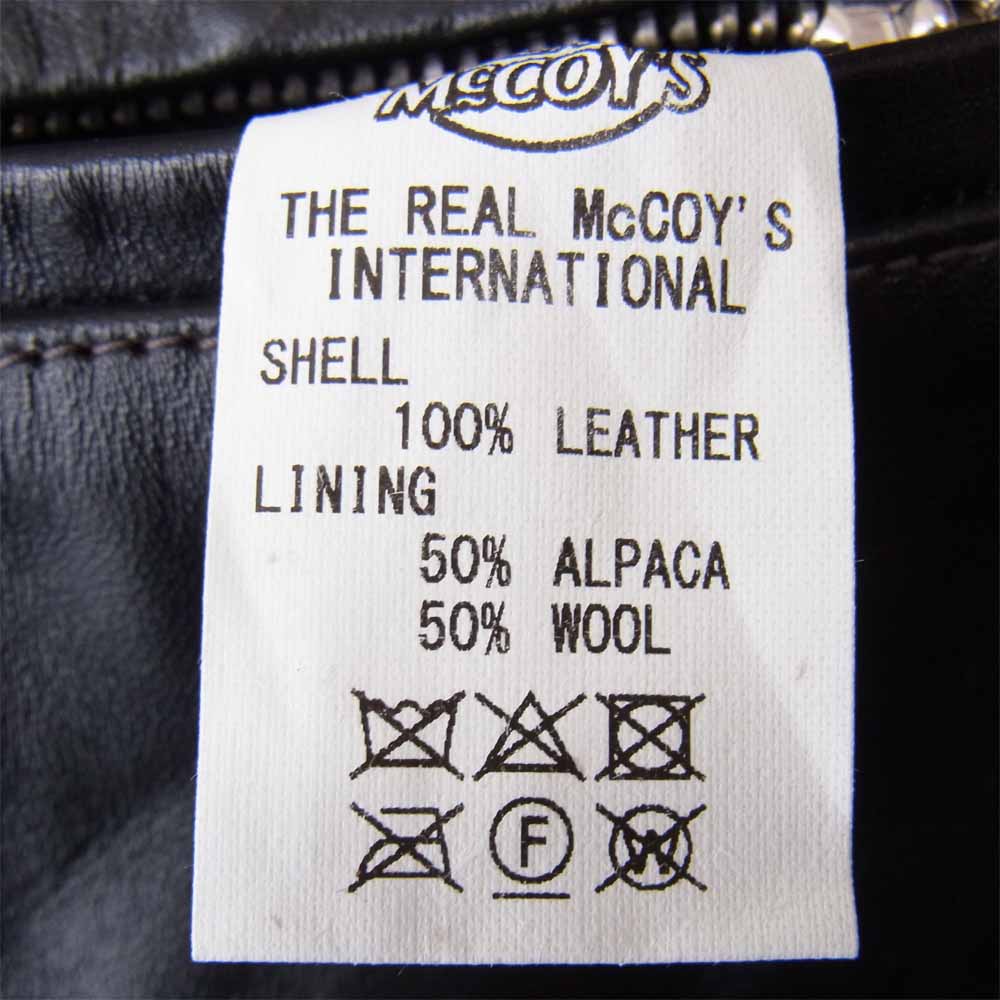 McCOY'S
THE REAL McCOY'S
INTERNATIONAL
SHELL
100% LEATHER
LINING
50% ALPACA
50% WOOL
F
W